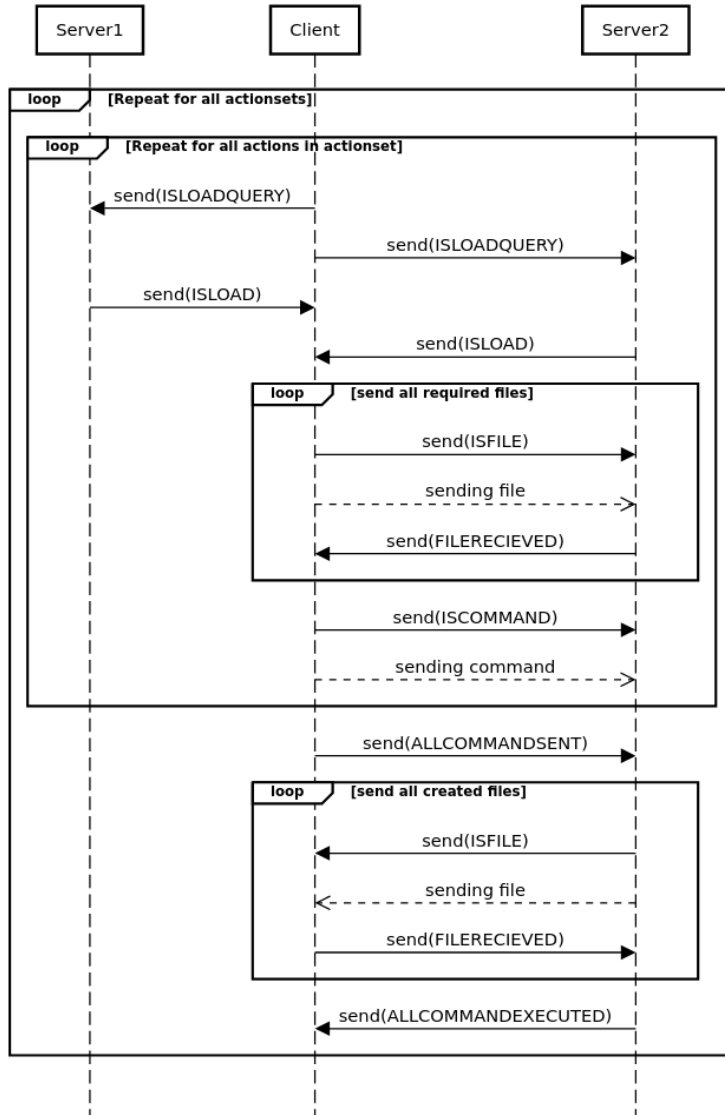 Server1 Client Server2
loop [Repeat for all actionsets]
loop [Repeat for all actions in actionset]
send(ISLOADQUERY)
send(ISLOADQUERY)
send(ISLOAD)
send(ISLOAD)
loop [send all required files]
send(ISFILE)
sending file
send(FILERECIEVED)
send(ISCOMMAND)
sending command
send(ALLCOMMANDSENT)
loop [send all created files]
send(ISFILE)
sending file
send(FILERECIEVED)
send(ALLCOMMANDEXECUTED)